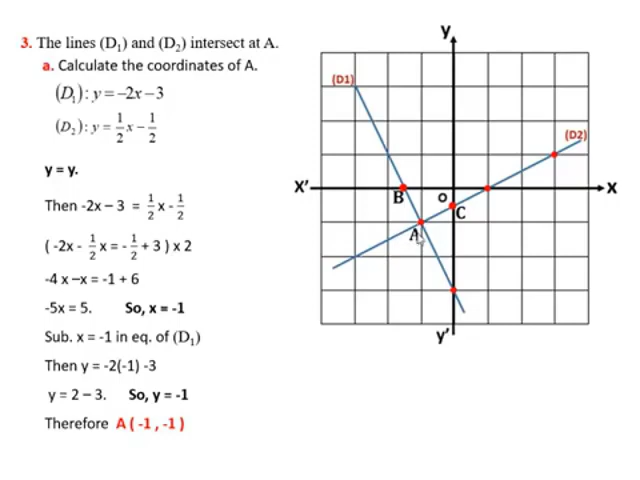 3. The lines (D₁) and (D₂) intersect at A.
a. Calculate the coordinates of A.
(D₁): y = –2x – 3
(D₂): y = 1/2 x – 1/2
y = y.
Then -2x – 3 = 1/2 x - 1/2
( -2x - 1/2 x = - 1/2 + 3 ) x 2
-4 x –x = -1 + 6
-5x = 5. So, x = -1
Sub. x = -1 in eq. of (D₁)
Then y = -2(-1) -3
y = 2 – 3. So, y = -1
Therefore A ( -1 , -1 )
y
(D1)
(D2)
X'
B
O
x
C
A
y'